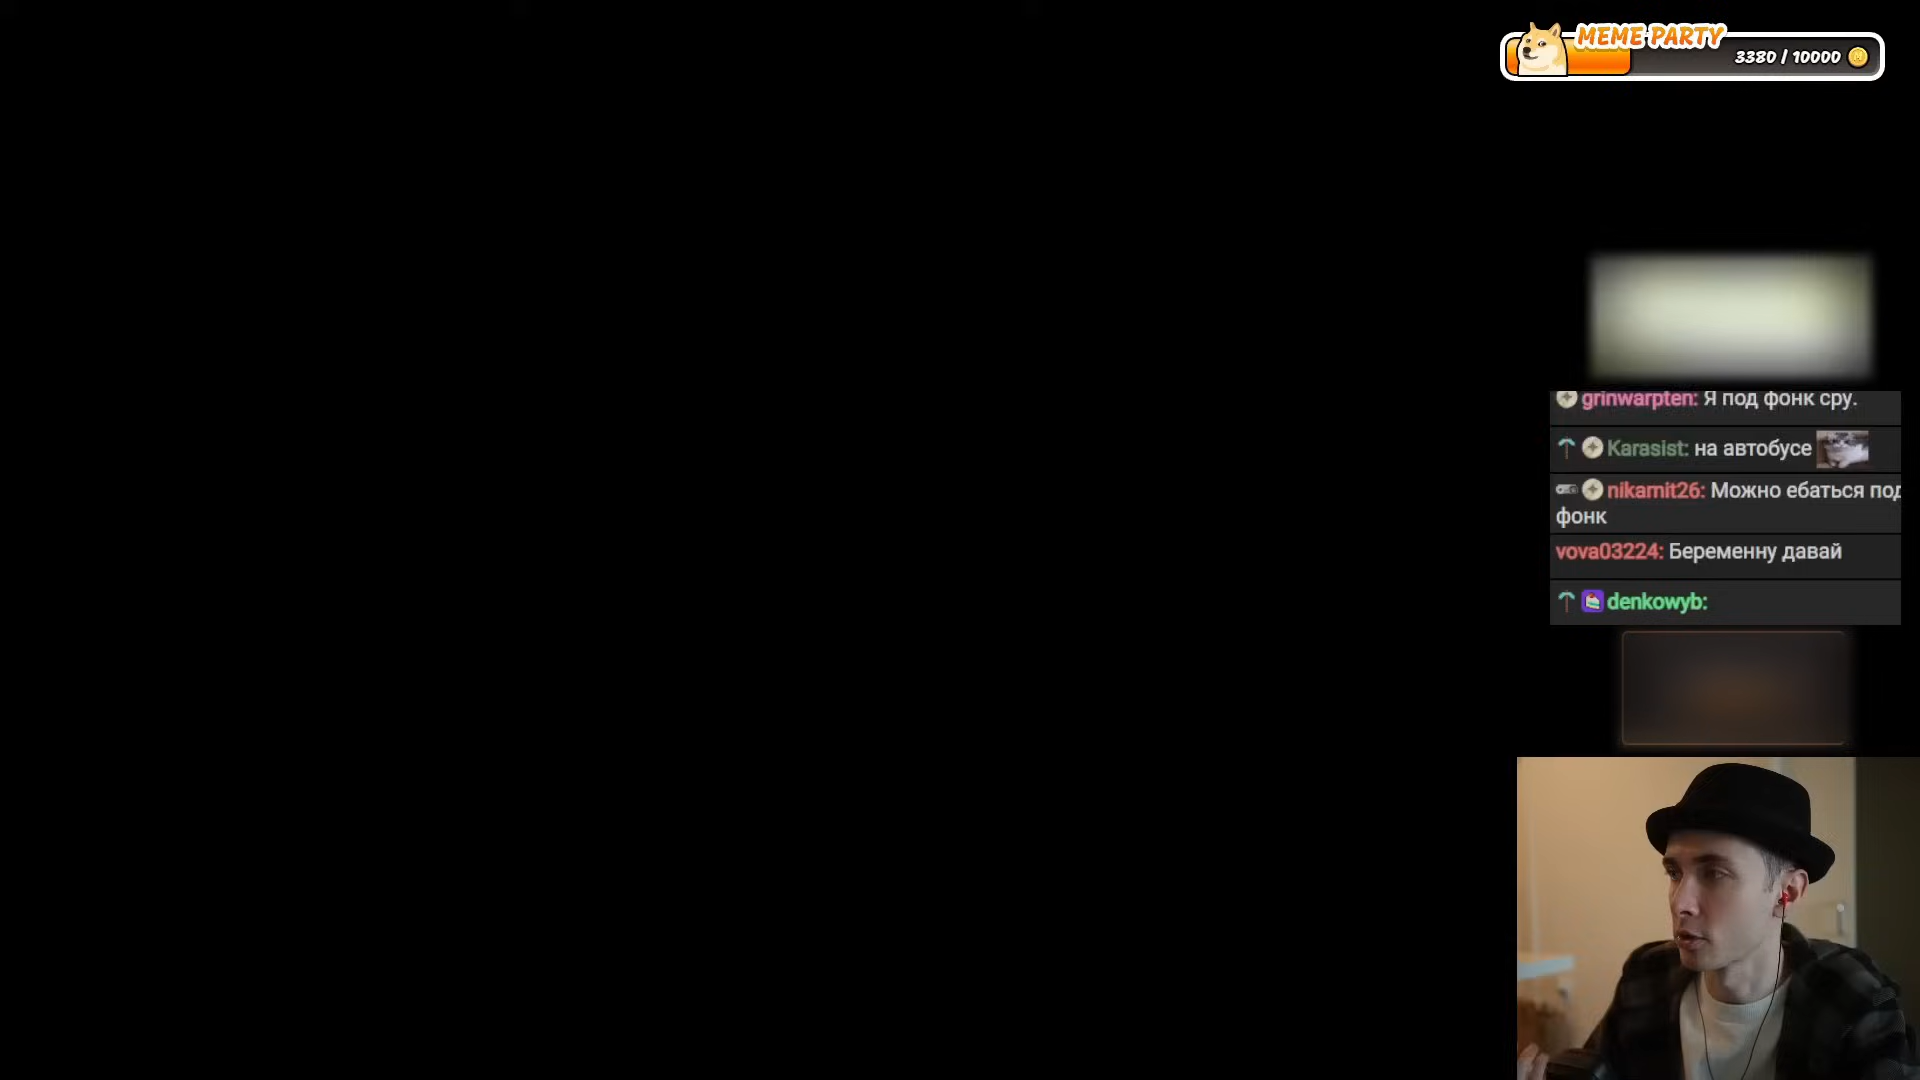 MEME PARTY
3380 / 10000
grinwarpten: Я под фонк сру.
Karasist: на автобусе
nikarnit26: Можно ебаться под
фонк
vova03224: Беременну давай
denkowyb: